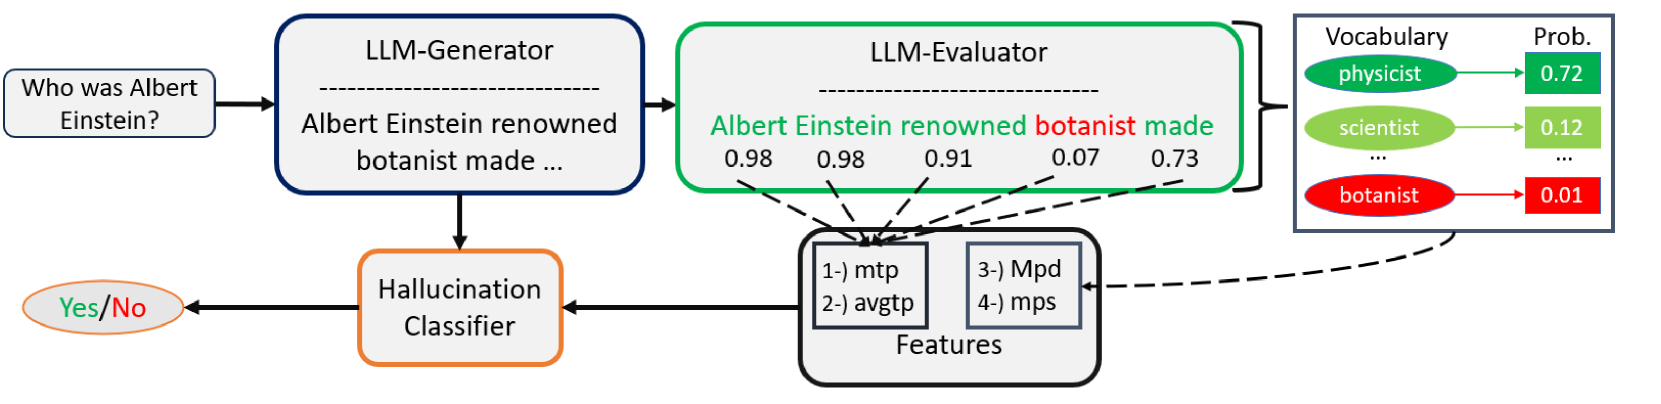 Who was Albert
Einstein?
LLM-Generator
------------------------------
Albert Einstein renowned
botanist made ...
LLM-Evaluator
------------------------------
Albert Einstein renowned botanist made
0.98 0.98 0.91 0.07 0.73
Vocabulary Prob.
physicist 0.72
scientist 0.12
... ...
botanist 0.01
1-) mtp
2-) avgtp
3-) Mpd
4-) mps
Features
Hallucination
Classifier
Yes/No